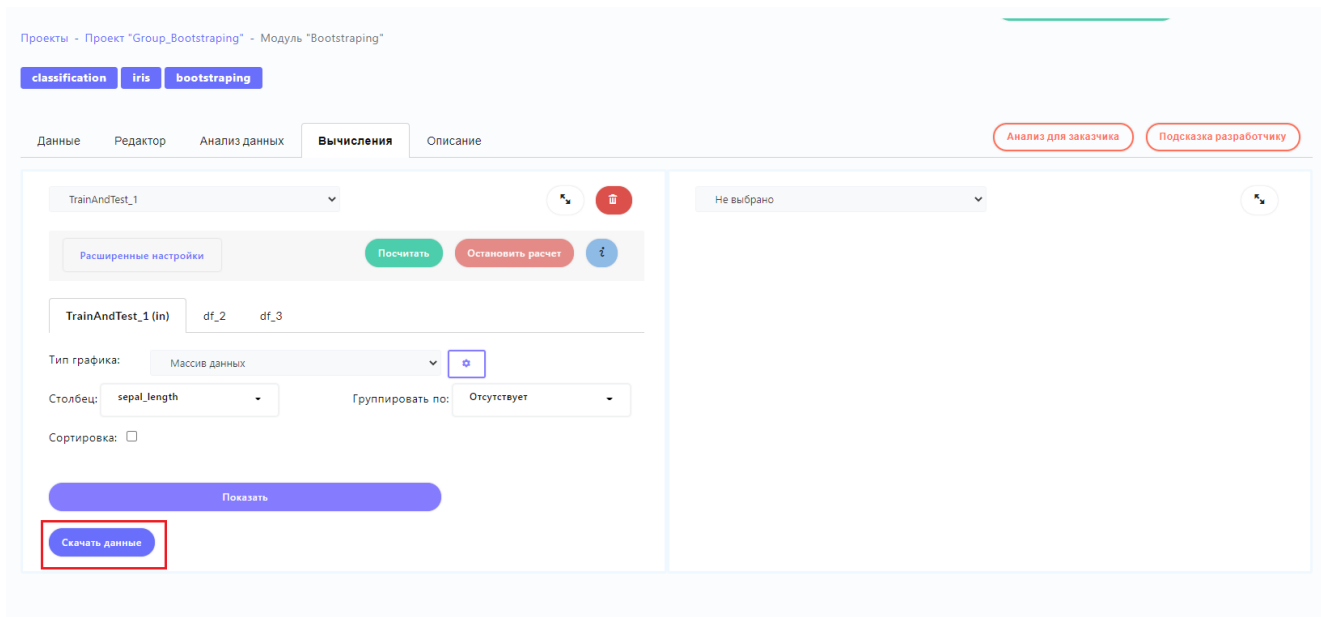 Проекты - Проект "Group_Bootstraping" - Модуль "Bootstraping"
classification iris bootstraping
Данные Редактор Анализ данных Вычисления Описание Анализ для заказчика Подсказка разработчику
TrainAndTest_1 Не выбрано
Расширенные настройки Посчитать Остановить расчет i
TrainAndTest_1 (in) df_2 df_3
Тип графика: Массив данных
Столбец: sepal_length Группировать по: Отсутствует
Сортировка:
Показать
Скачать данные